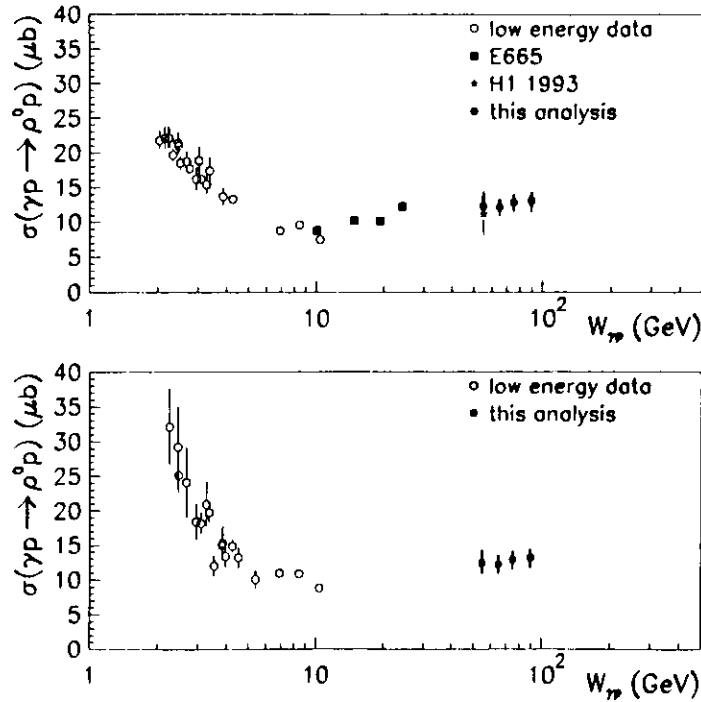 σ(γp → ρ⁰p) (μb)
40
35
30
25
20
15
10
5
0
low energy data
E665
H1 1993
this analysis
1
10
10²
W_γp (GeV)
σ(γp → ρ⁰p) (μb)
40
35
30
25
20
15
10
5
0
low energy data
this analysis
1
10
10²
W_γp (GeV)